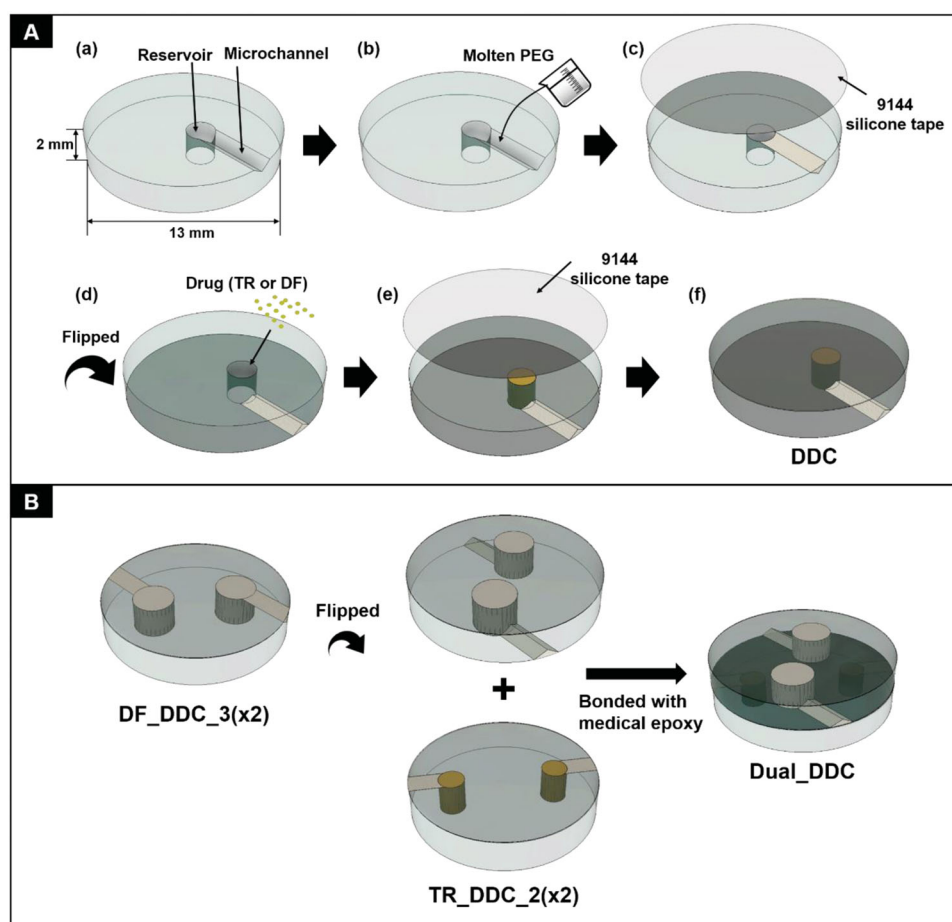 A
(a)
Reservoir
Microchannel
2 mm
13 mm
(b)
Molten PEG
(c)
9144
silicone tape
(d)
Flipped
Drug (TR or DF)
(e)
9144
silicone tape
(f)
DDC
B
DF_DDC_3(x2)
Flipped
+
TR_DDC_2(x2)
Bonded with
medical epoxy
Dual_DDC